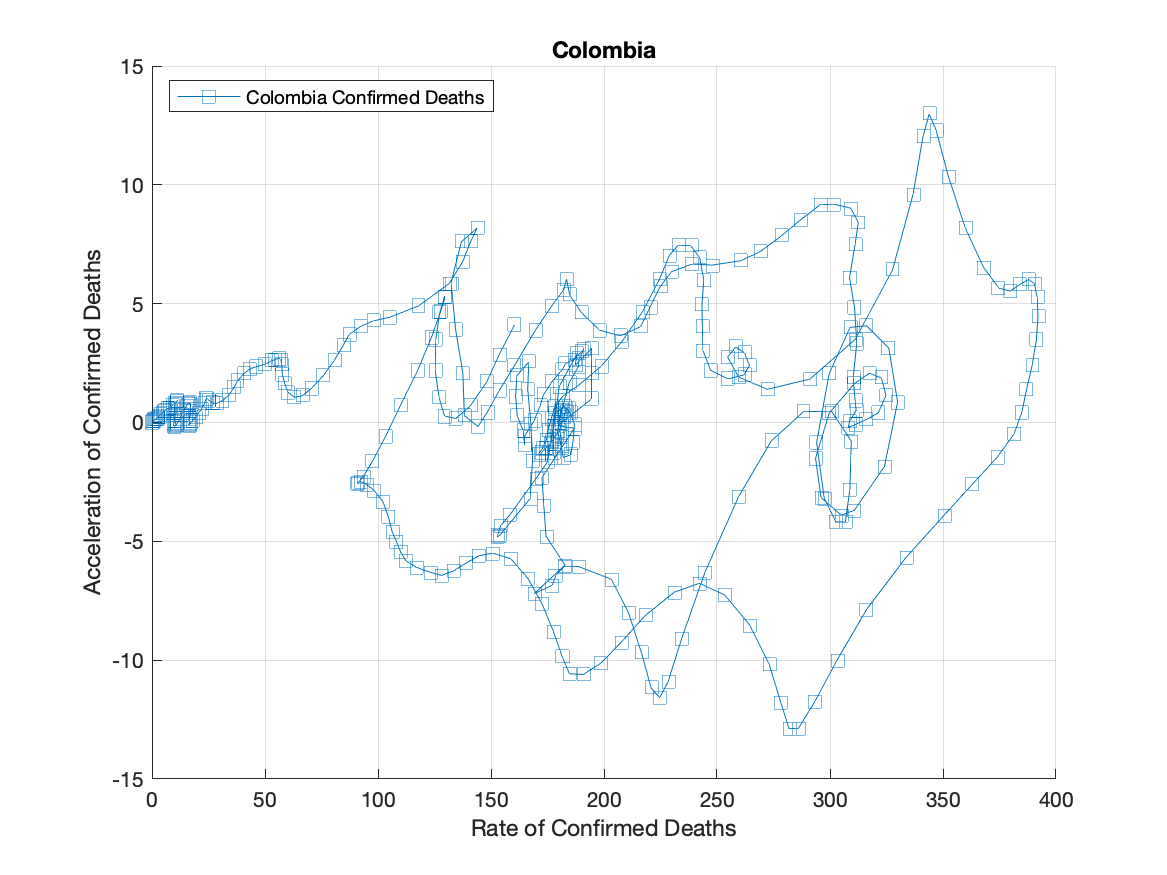 Colombia
Colombia Confirmed Deaths
15
10
5
0
-5
-10
-15
Acceleration of Confirmed Deaths
0 50 100 150 200 250 300 350 400
Rate of Confirmed Deaths